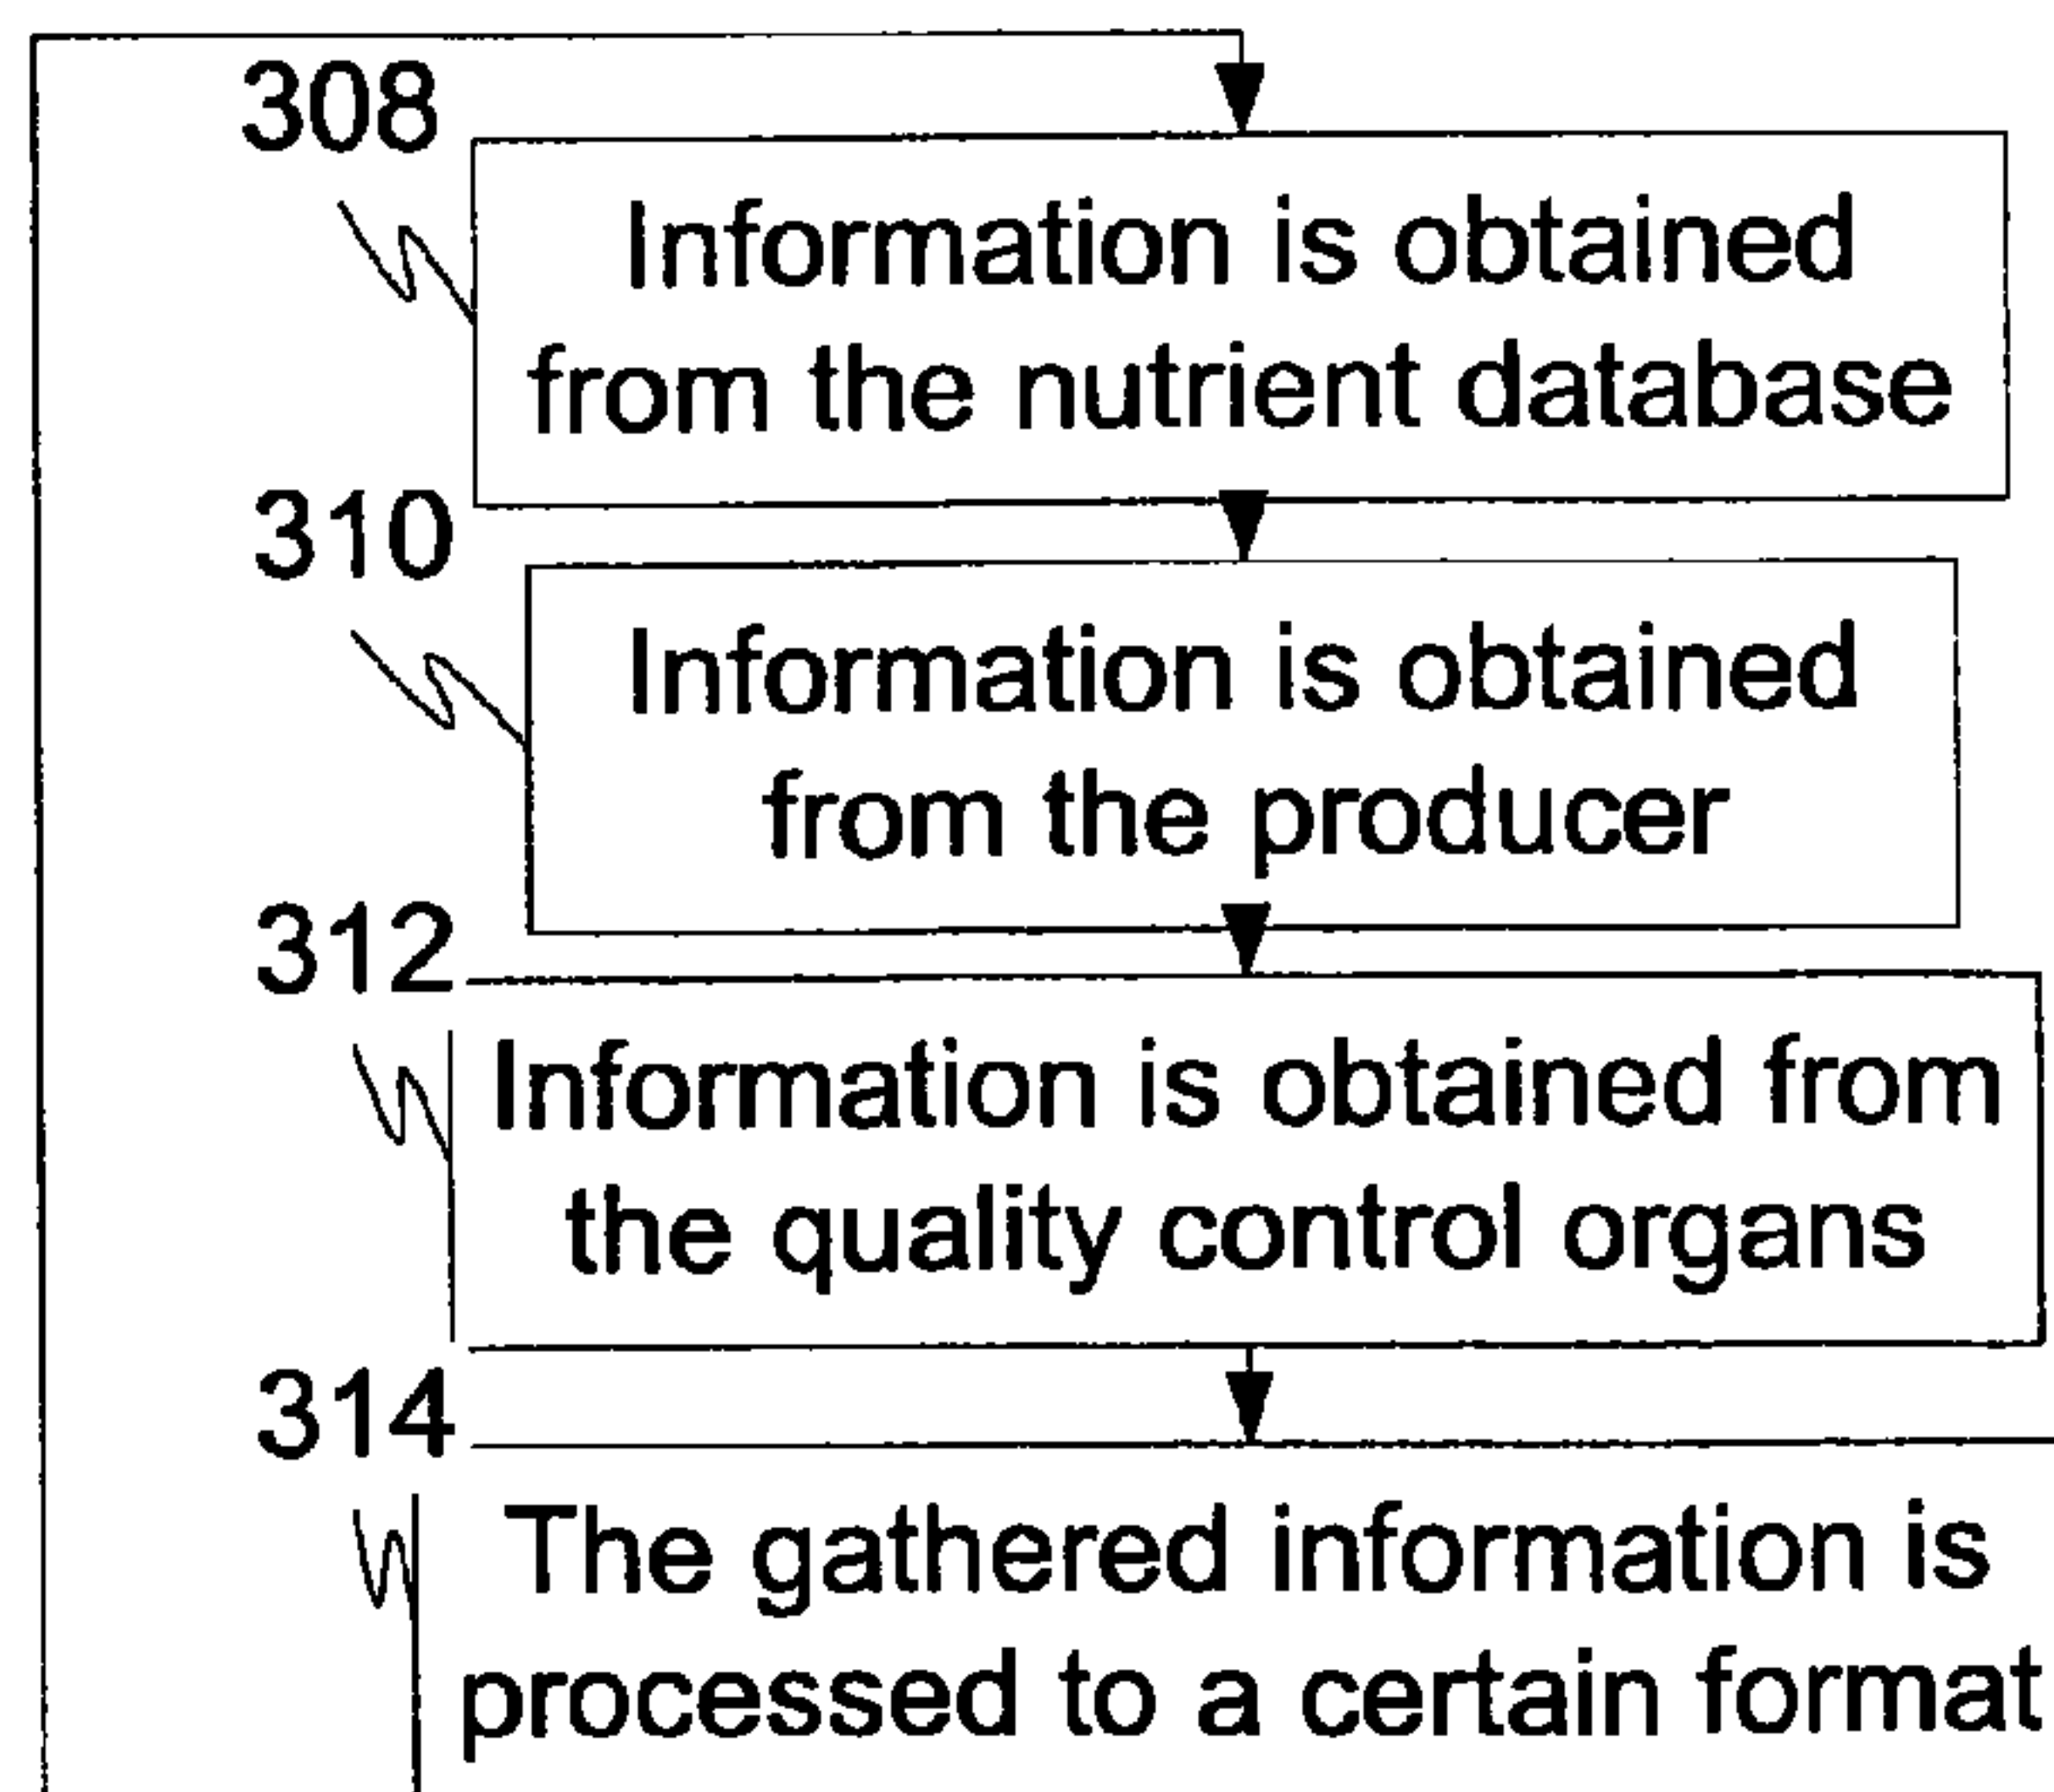 308
Information is obtained
from the nutrient database
310
Information is obtained
from the producer
312
Information is obtained from
the quality control organs
314
The gathered information is
processed to a certain format